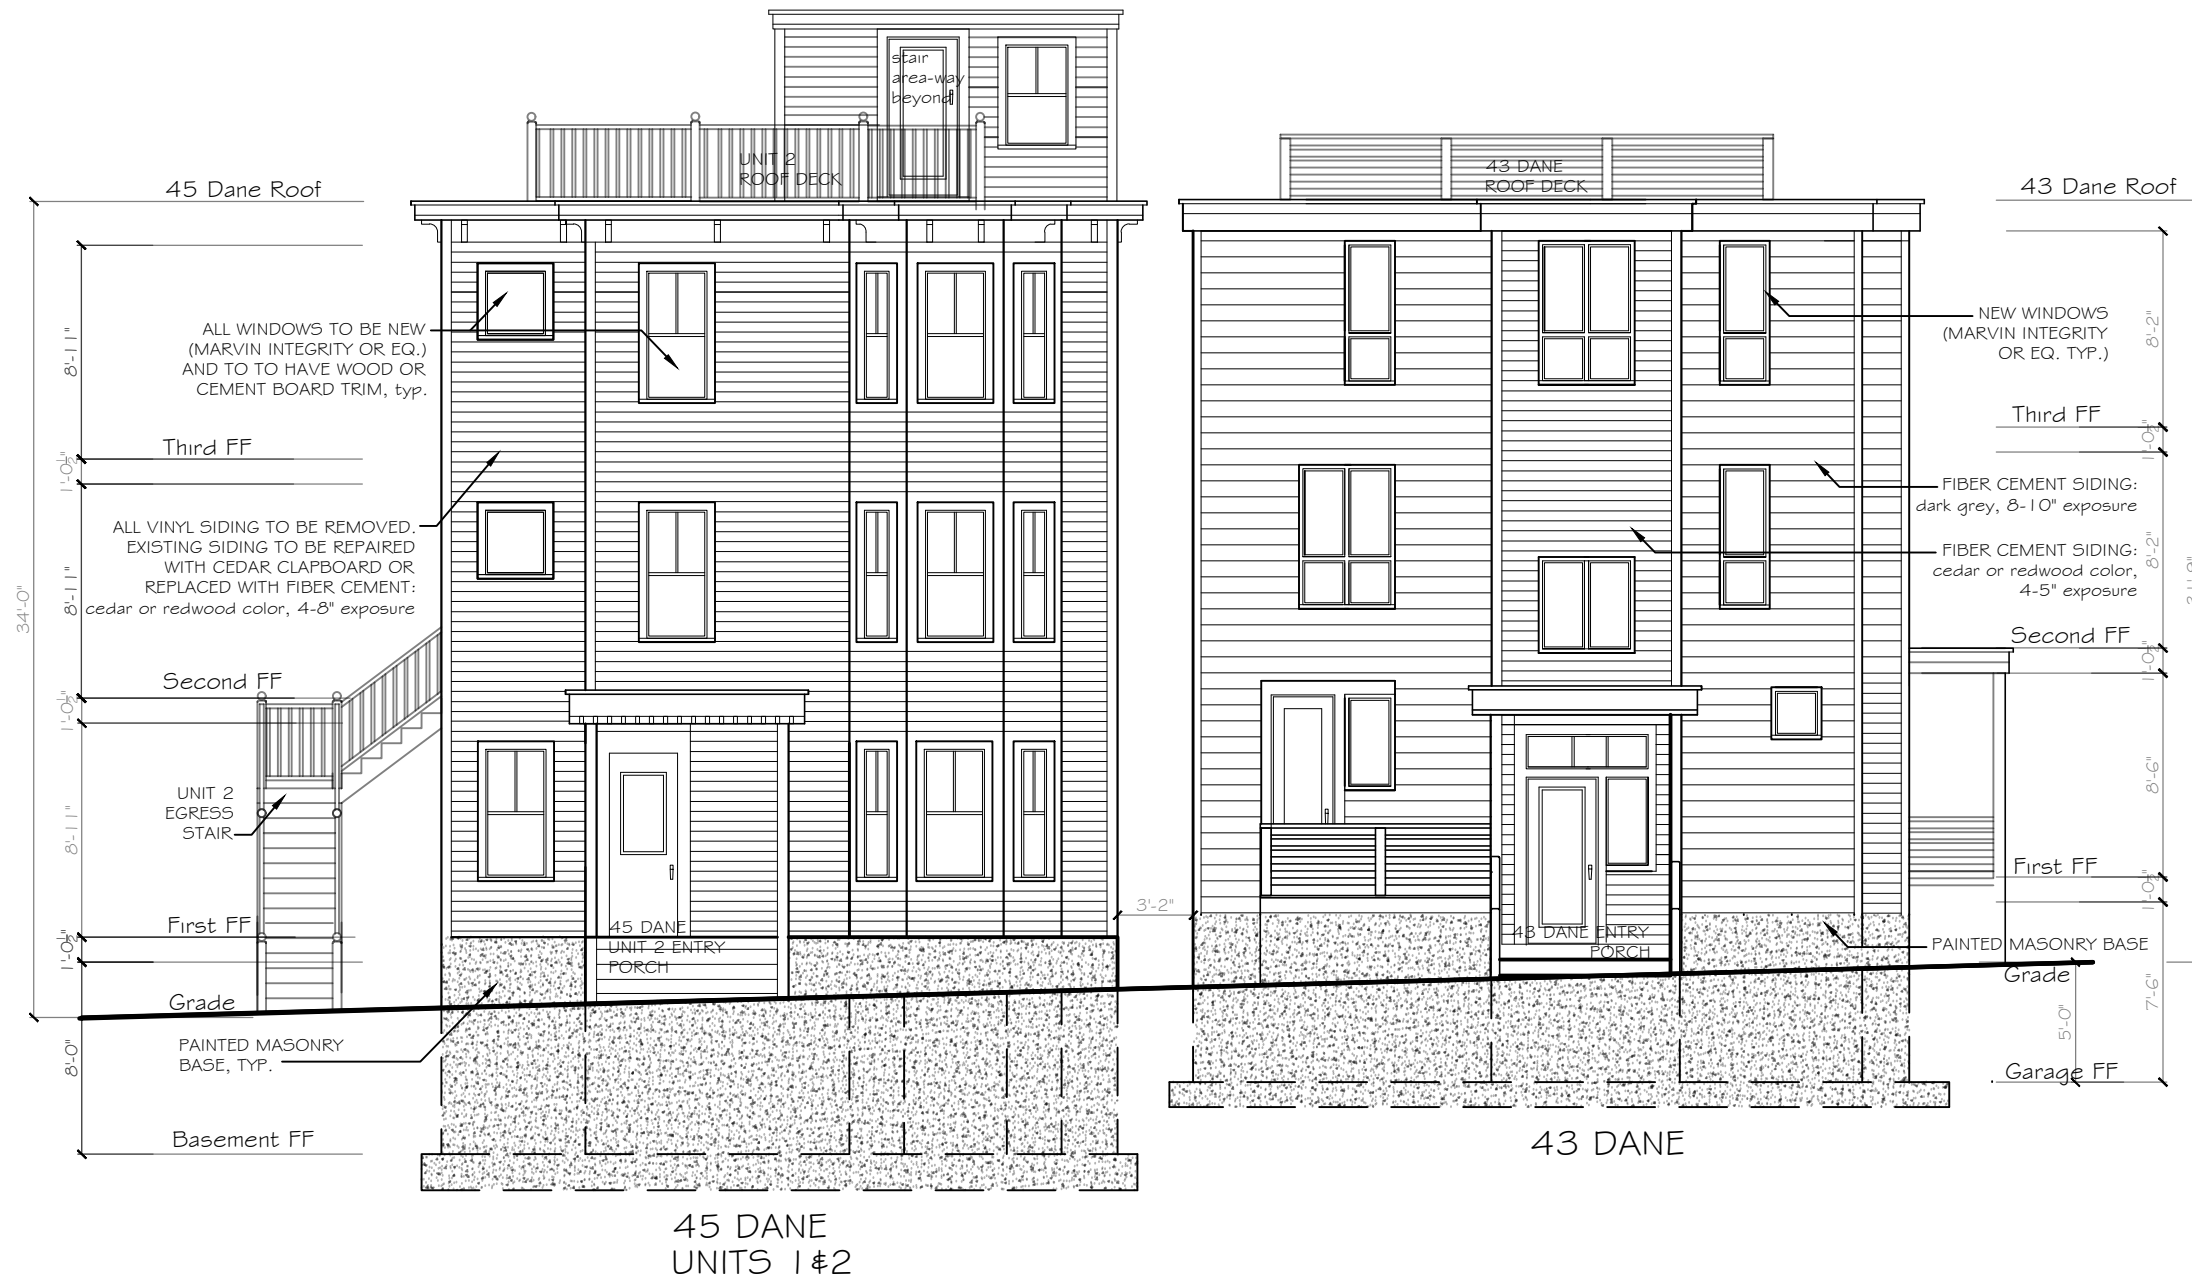 stair
area-way
beyond
UNIT 2
ROOF DECK
43 DANE
ROOF DECK
45 Dane Roof
43 Dane Roof
ALL WINDOWS TO BE NEW
(MARVIN INTEGRITY OR EQ.)
AND TO TO HAVE WOOD OR
CEMENT BOARD TRIM, typ.
8'-11"
NEW WINDOWS
(MARVIN INTEGRITY
OR EQ. TYP.)
8'-2"
Third FF
1'-0½"
Third FF
1'-0½"
ALL VINYL SIDING TO BE REMOVED.
EXISTING SIDING TO BE REPAIRED
WITH CEDAR CLAPBOARD OR
REPLACED WITH FIBER CEMENT:
cedar or redwood color, 4-8" exposure
34'-0"
8'-11"
FIBER CEMENT SIDING:
dark grey, 8-10" exposure
FIBER CEMENT SIDING:
cedar or redwood color,
4-5" exposure
8'-2"
Second FF
1'-0½"
Second FF
1'-0½"
UNIT 2
EGRESS
STAIR
8'-11"
8'-6"
First FF
1'-0½"
First FF
1'-0½"
3'-2"
45 DANE
UNIT 2 ENTRY
PORCH
43 DANE ENTRY
PORCH
PAINTED MASONRY BASE
Grade
Grade
PAINTED MASONRY
BASE, TYP.
8'-0"
5'-0"
7'-6"
Garage FF
Basement FF
43 DANE
45 DANE
UNITS 1&2